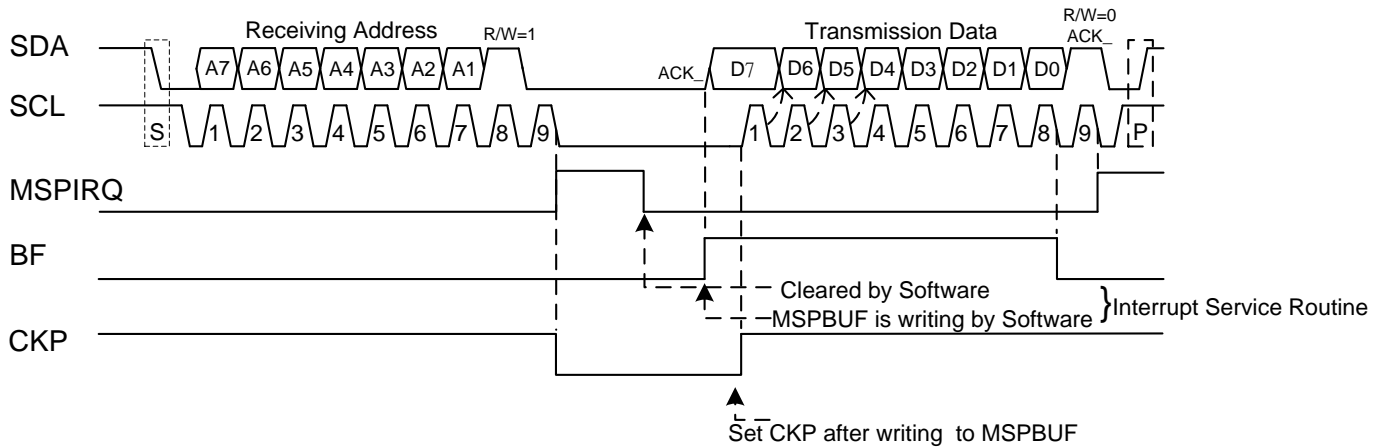 R/W=0
Receiving Address R/W=1 Transmission Data ACK_
SDA A7 A6 A5 A4 A3 A2 A1 ACK_ D7 D6 D5 D4 D3 D2 D1 D0
SCL S 1 2 3 4 5 6 7 8 9 1 2 3 4 5 6 7 8 9 P
MSPIRQ
BF
Cleared by Software
}Interrupt Service Routine
MSPBUF is writing by Software
CKP
Set CKP after writing to MSPBUF